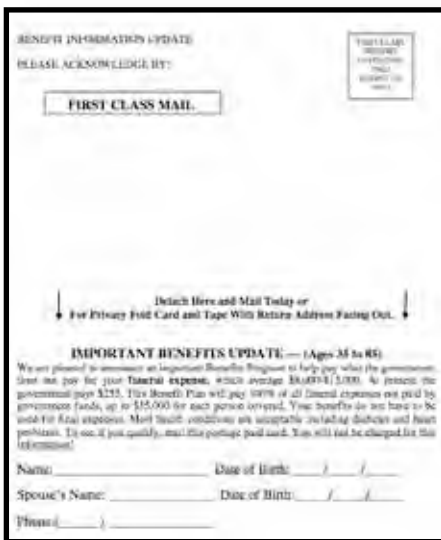 BENEFIT INFORMATION UPDATE
PLEASE ACKNOWLEDGE BY:
FIRST CLASS MAIL
Detach Here and Mail Today or
For Privacy Fold Card and Tape With Return Address Facing Out.
IMPORTANT BENEFITS UPDATE — (Ages 35 to 85)
We are pleased to announce an important Benefits Program to help pay what the government
does not pay for your funeral expense, which average At present the
government pays $255. This Benefit Plan will pay 100% of all funeral expenses not paid by
government funds, up to $35,000 for each person covered. Your benefits do not have to be
used for final expenses. Most health conditions are acceptable including diabetes and heart
problems. To see if you qualify, mail this postage paid card. You will not be charged for this
information!
Name: Date of Birth: / /
Spouse's Name: Date of Birth: / /
Phone ( )